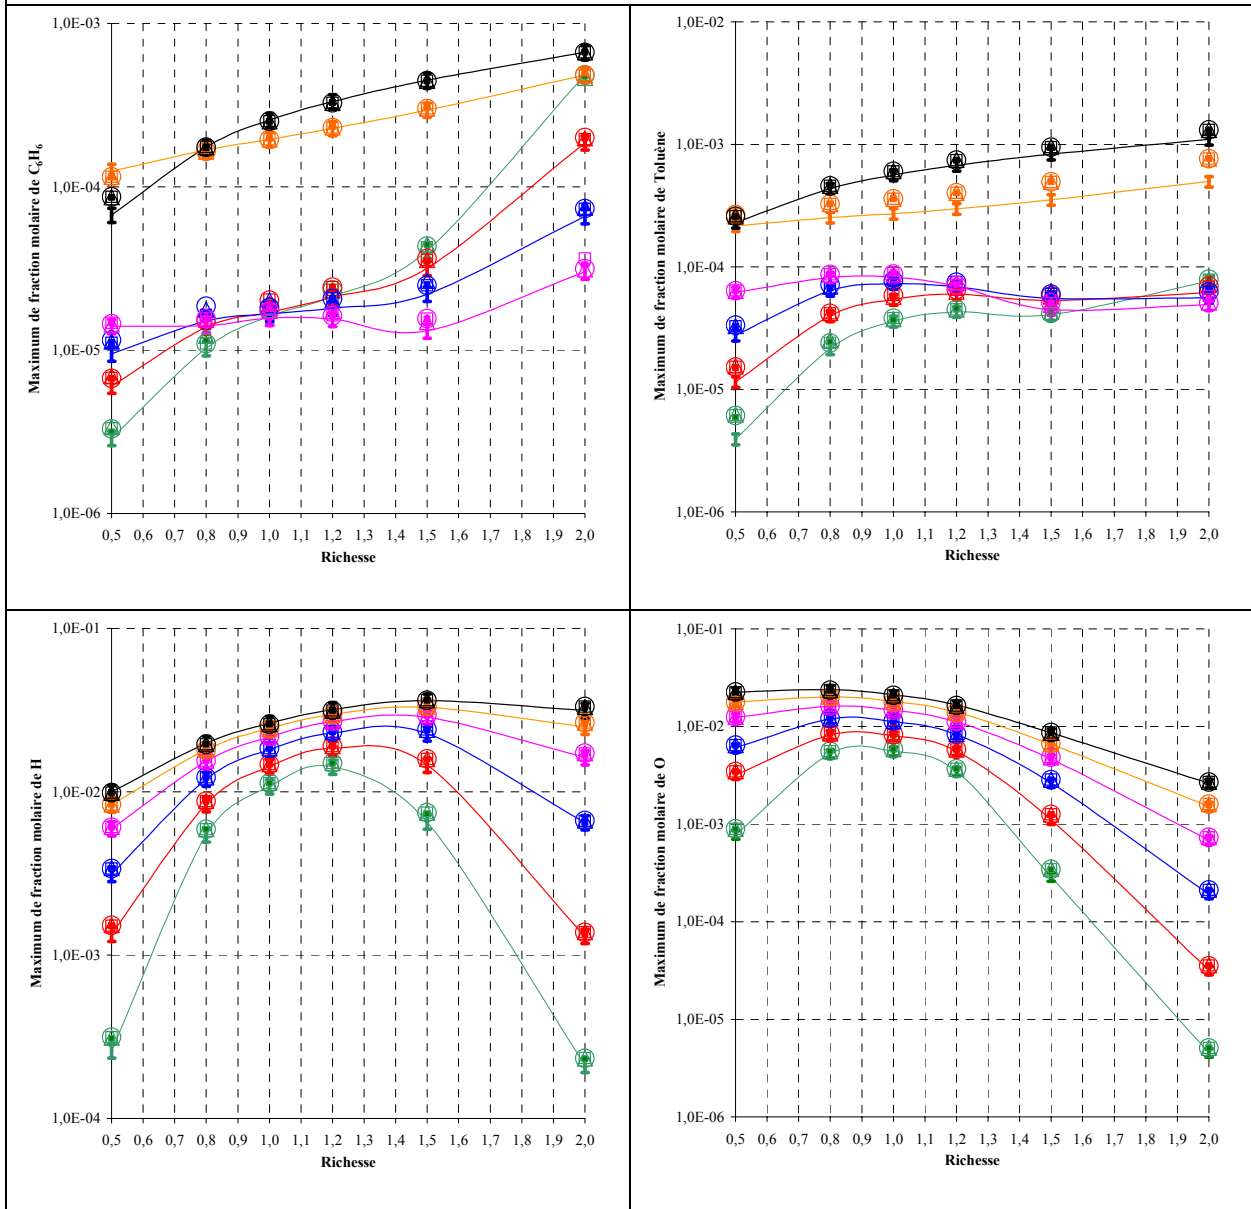 Maximum de fraction molaire de C6H6
1,0E-03
1,0E-04
1,0E-05
1,0E-06
0,5 0,6 0,7 0,8 0,9 1,0 1,1 1,2 1,3 1,4 1,5 1,6 1,7 1,8 1,9 2,0
Richesse
Maximum de fraction molaire de Toluène
1,0E-02
1,0E-03
1,0E-04
1,0E-05
1,0E-06
0,5 0,6 0,7 0,8 0,9 1,0 1,1 1,2 1,3 1,4 1,5 1,6 1,7 1,8 1,9 2,0
Richesse
Maximum de fraction molaire de H
1,0E-01
1,0E-02
1,0E-03
1,0E-04
0,5 0,6 0,7 0,8 0,9 1,0 1,1 1,2 1,3 1,4 1,5 1,6 1,7 1,8 1,9 2,0
Richesse
Maximum de fraction molaire de O
1,0E-01
1,0E-02
1,0E-03
1,0E-04
1,0E-05
1,0E-06
0,5 0,6 0,7 0,8 0,9 1,0 1,1 1,2 1,3 1,4 1,5 1,6 1,7 1,8 1,9 2,0
Richesse